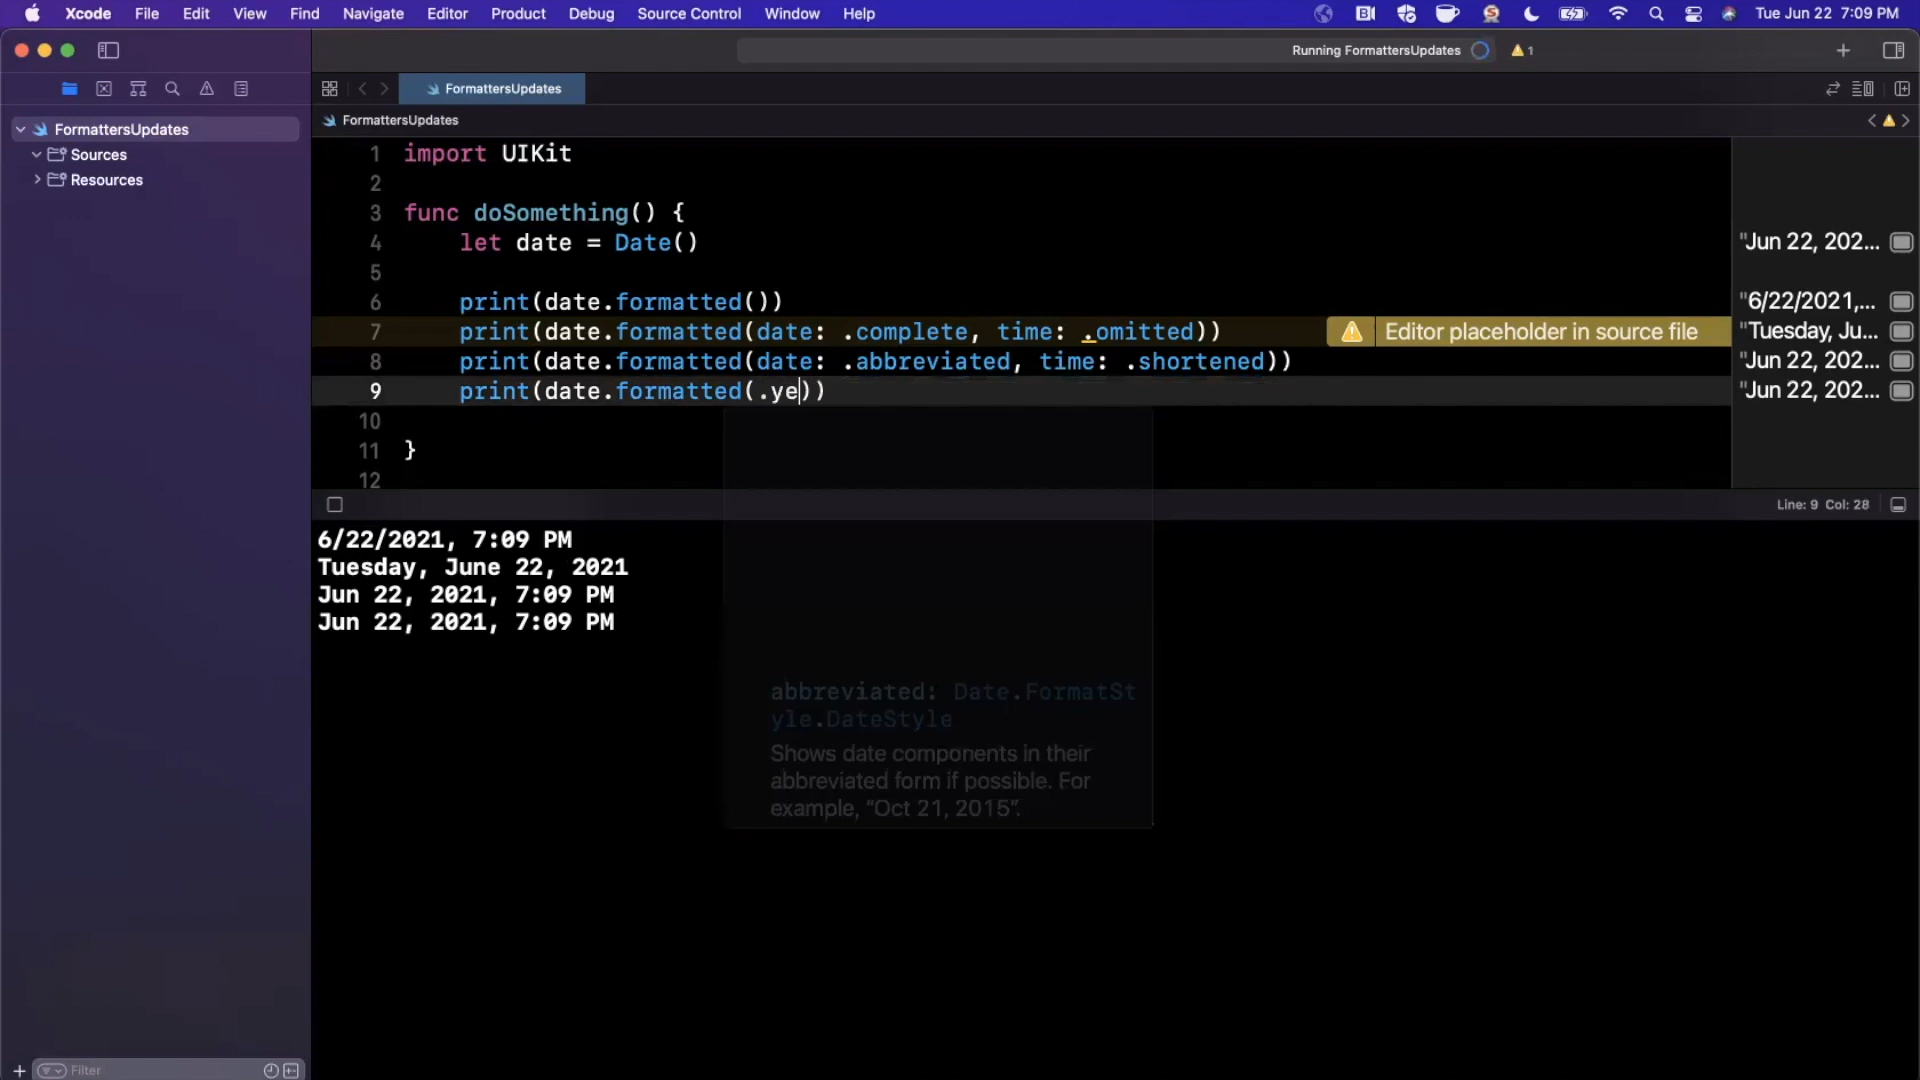 Xcode File Edit View Find Navigate Editor Product Debug Source Control Window Help Tue Jun 22 7:09 PM
Running FormattersUpdates 1
FormattersUpdates
FormattersUpdates
FormattersUpdates
Sources
Resources
1 import UIKit
2
3 func doSomething() {
4 let date = Date() "Jun 22, 202...
5
6 print(date.formatted()) "6/22/2021,...
7 print(date.formatted(date: .complete, time: .omitted)) Editor placeholder in source file "Tuesday, Ju...
8 print(date.formatted(date: .abbreviated, time: .shortened)) "Jun 22, 202...
9 print(date.formatted(.ye)) "Jun 22, 202...
10
11 }
12
Line: 9 Col: 28
6/22/2021, 7:09 PM
Tuesday, June 22, 2021
Jun 22, 2021, 7:09 PM
Jun 22, 2021, 7:09 PM
abbreviated: Date.FormatSt
yle.DateStyle
Shows date components in their
abbreviated form if possible. For
example, “Oct 21, 2015”.
Filter